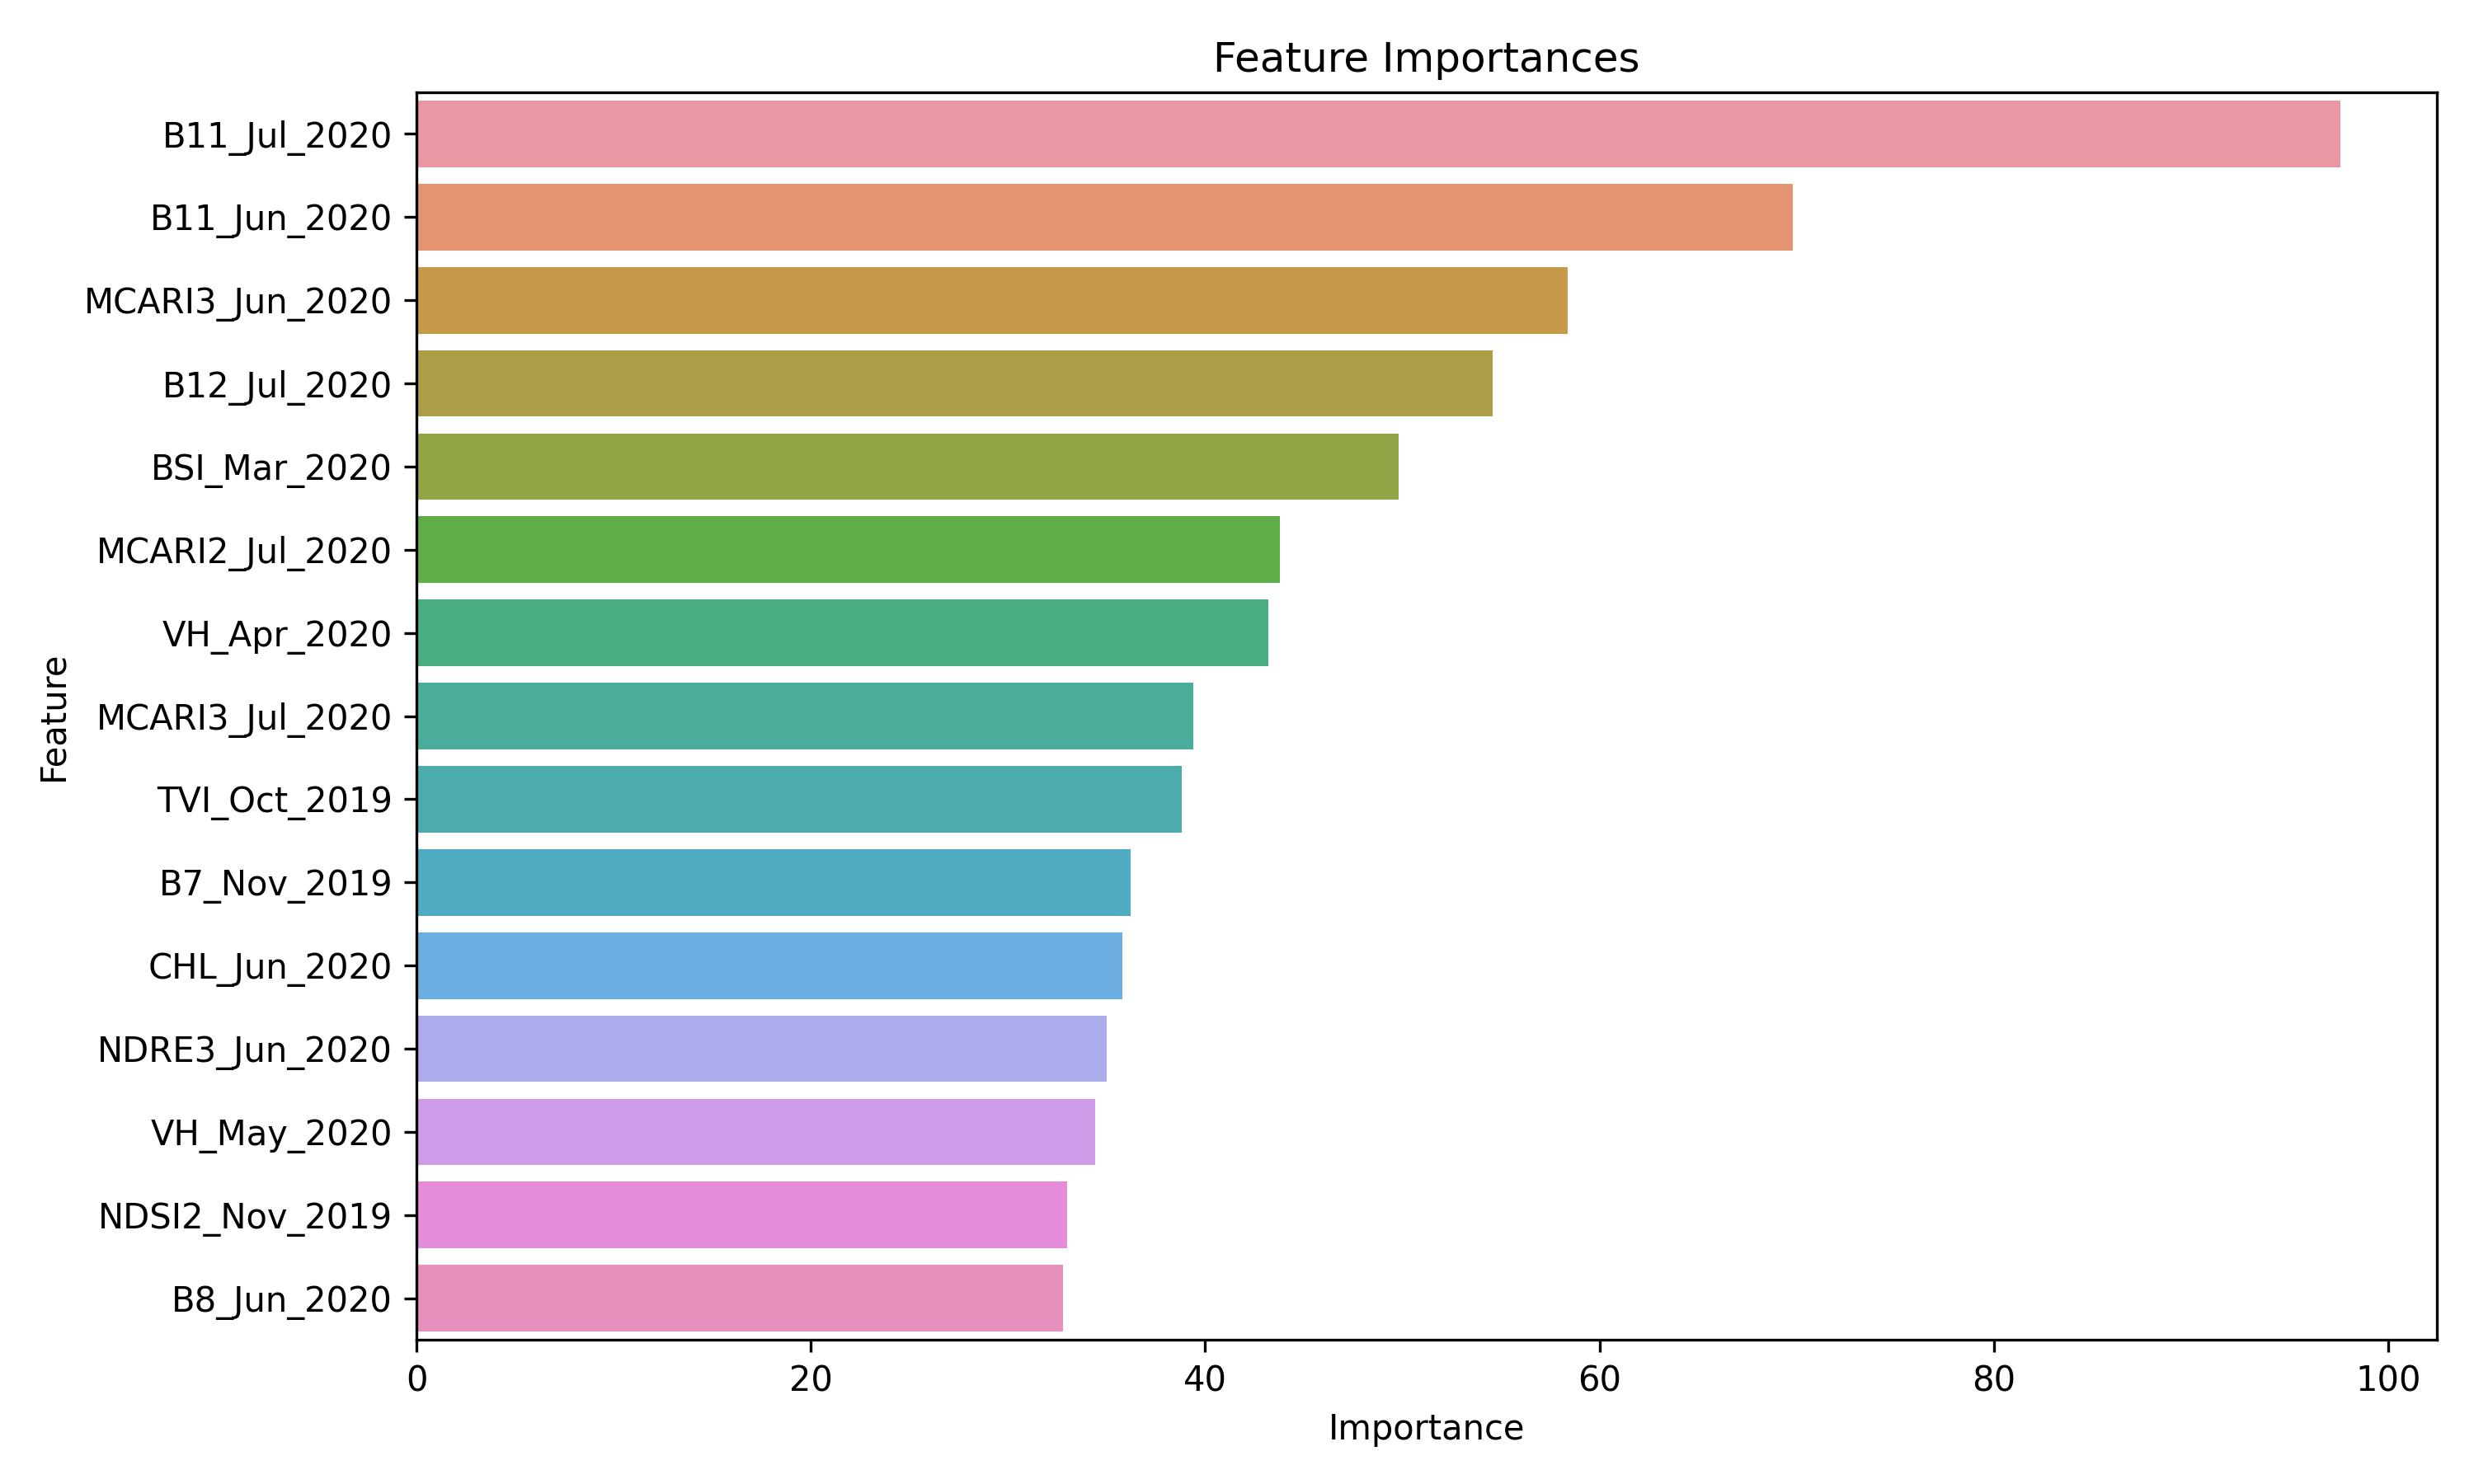 Feature Importances
B11_Jul_2020
B11_Jun_2020
MCARI3_Jun_2020
B12_Jul_2020
BSI_Mar_2020
MCARI2_Jul_2020
VH_Apr_2020
MCARI3_Jul_2020
TVI_Oct_2019
B7_Nov_2019
CHL_Jun_2020
NDRE3_Jun_2020
VH_May_2020
NDSI2_Nov_2019
B8_Jun_2020
Feature
0 20 40 60 80 100
Importance